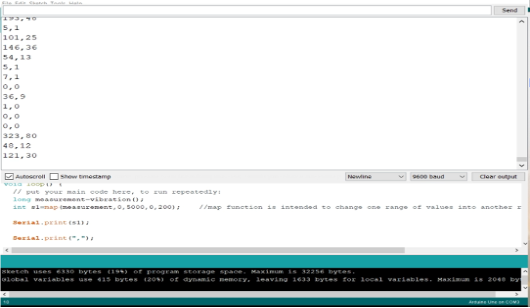 File Edit Sketch Tools Help
Send
193,48
5,1
101,25
146,36
54,13
5,1
7,1
0,0
36,9
1,0
0,0
0,0
323,80
48,12
121,30
Autoscroll Show timestamp Newline 9600 baud Clear output
void loop() {
// put your main code here, to run repeatedly:
long measurement=vibration();
int s1=map(measurement,0,5000,0,200); //map function is intended to change one range of values into another r
Serial.print(s1);
Serial.print(",");
Sketch uses 6330 bytes (19%) of program storage space. Maximum is 32256 bytes.
Global variables use 415 bytes (20%) of dynamic memory, leaving 1633 bytes for local variables. Maximum is 2048 by
Arduino Uno on